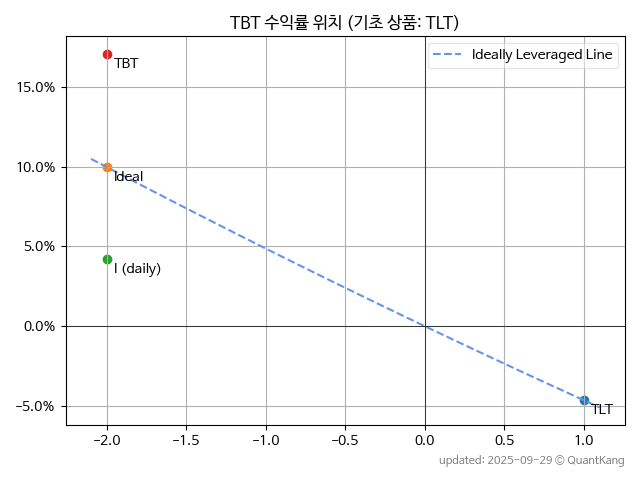 TBT 수익률 위치 (기초 상품: TLT)
Ideally Leveraged Line
15.0%
10.0%
5.0%
0.0%
−5.0%
TBT
Ideal
I (daily)
TLT
−2.0 −1.5 −1.0 −0.5 0.0 0.5 1.0
updated: 2025-09-29 © QuantKang